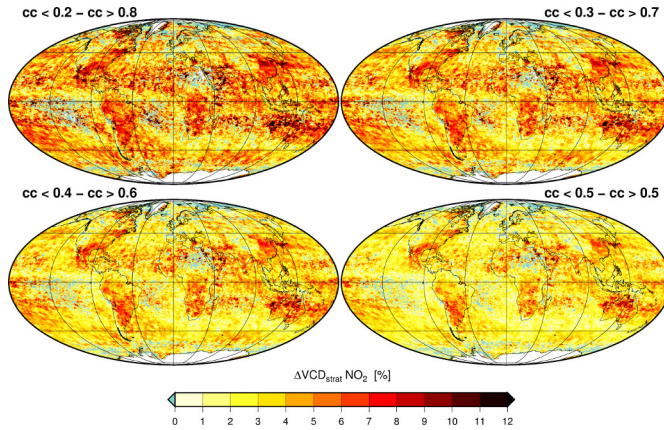 cc < 0.2 – cc > 0.8
cc < 0.3 – cc > 0.7
cc < 0.4 – cc > 0.6
cc < 0.5 – cc > 0.5
ΔVCDstrat NO2 [%]
0 1 2 3 4 5 6 7 8 9 10 11 12